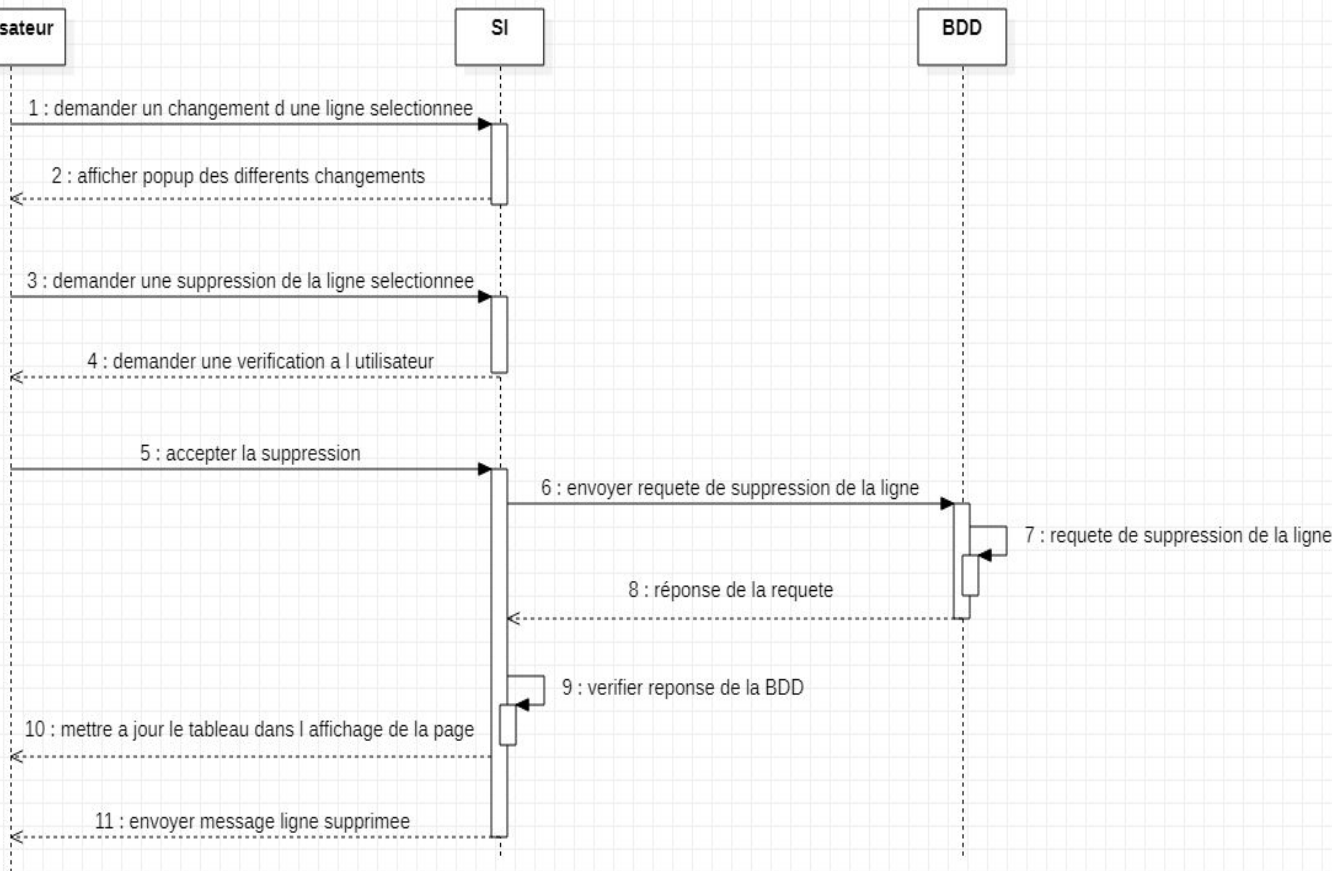 sateur
SI
BDD
1 : demander un changement d une ligne selectionnee
2 : afficher popup des differents changements
3 : demander une suppression de la ligne selectionnee
4 : demander une verification a l utilisateur
5 : accepter la suppression
6 : envoyer requete de suppression de la ligne
7 : requete de suppression de la ligne
8 : réponse de la requete
9 : verifier reponse de la BDD
10 : mettre a jour le tableau dans l affichage de la page
11 : envoyer message ligne supprimee